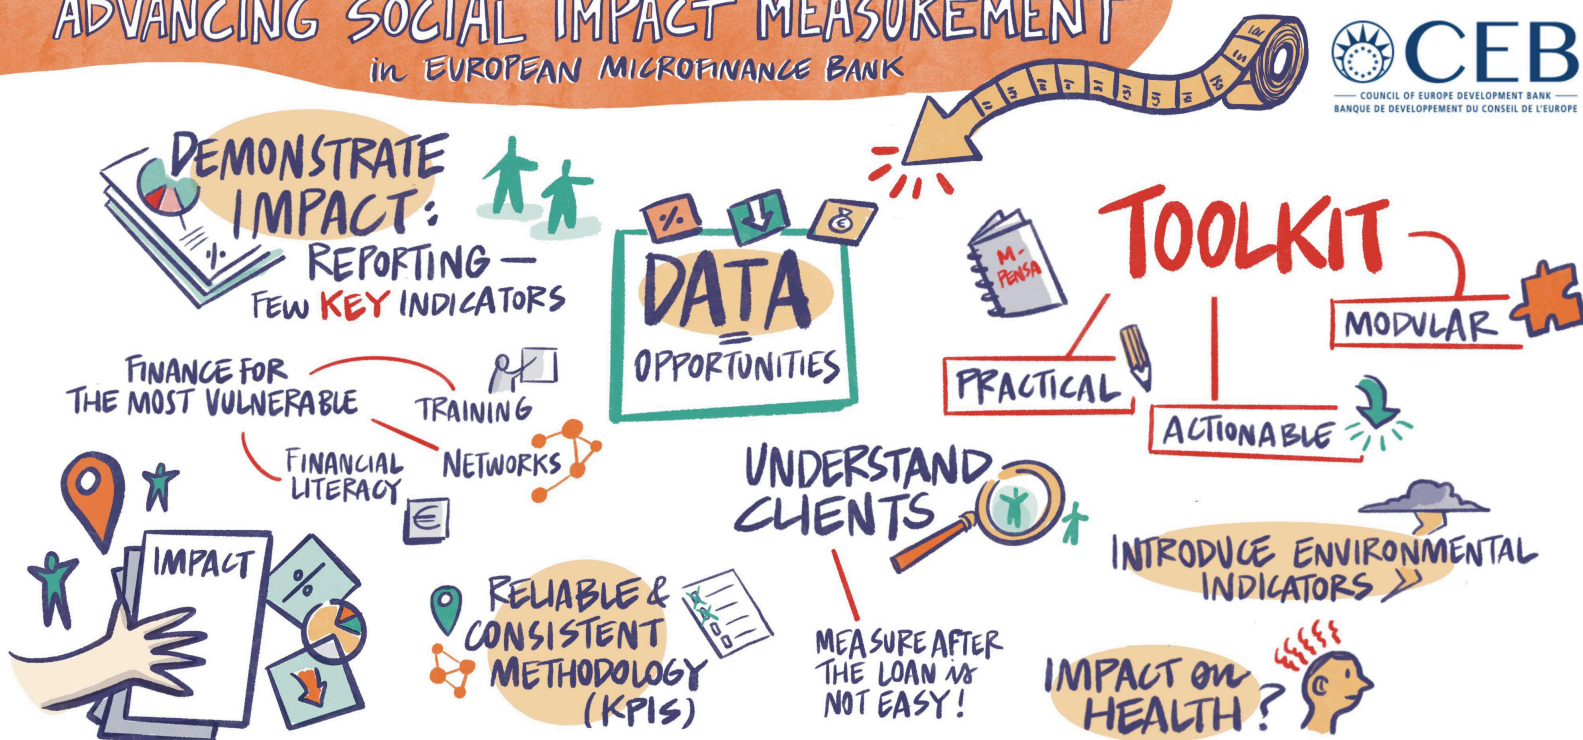 ADVANCING SOCIAL IMPACT MEASUREMENT
in EUROPEAN MICROFINANCE BANK
CEB
COUNCIL OF EUROPE DEVELOPMENT BANK
BANQUE DE DEVELOPPEMENT DU CONSEIL DE L'EUROPE
DEMONSTRATE
IMPACT:
REPORTING –
FEW KEY INDICATORS
%
FINANCE FOR
THE MOST VULNERABLE
TRAINING
NETWORKS
FINANCIAL
LITERACY
€
IMPACT
%
%
€
DATA
OPPORTUNITIES
TOOLKIT
M-
PENSA
PRACTICAL
ACTIONABLE
MODULAR
UNDERSTAND
CLIENTS
MEASURE AFTER
THE LOAN is
NOT EASY!
RELIABLE &
CONSISTENT
METHODOLOGY
(KPIS)
INTRODUCE ENVIRONMENTAL
INDICATORS
IMPACT on
HEALTH?